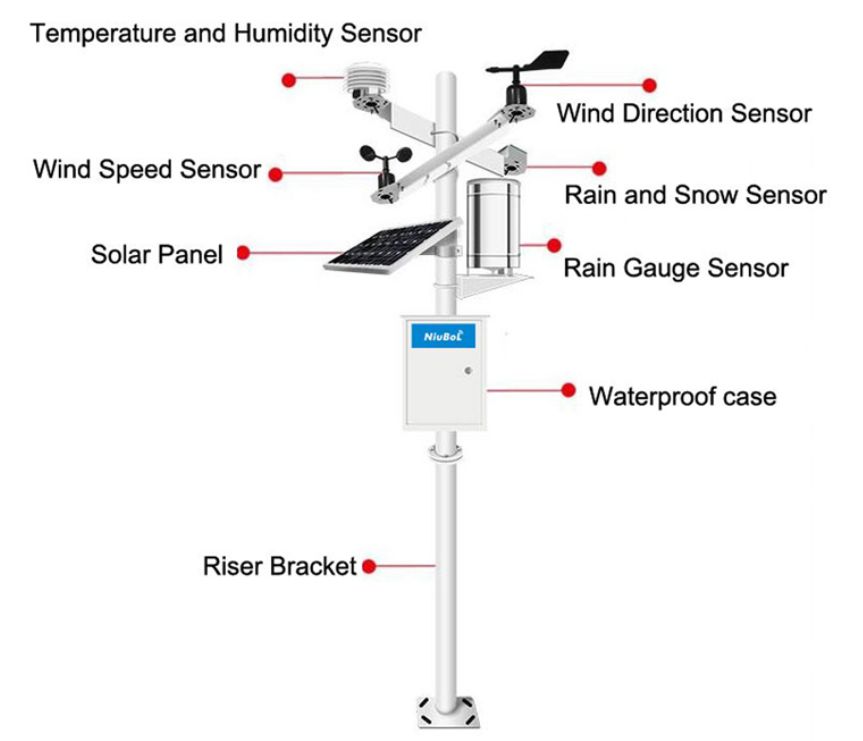 Temperature and Humidity Sensor
Wind Direction Sensor
Wind Speed Sensor
Rain and Snow Sensor
Solar Panel
Rain Gauge Sensor
NiuBoL
Waterproof case
Riser Bracket